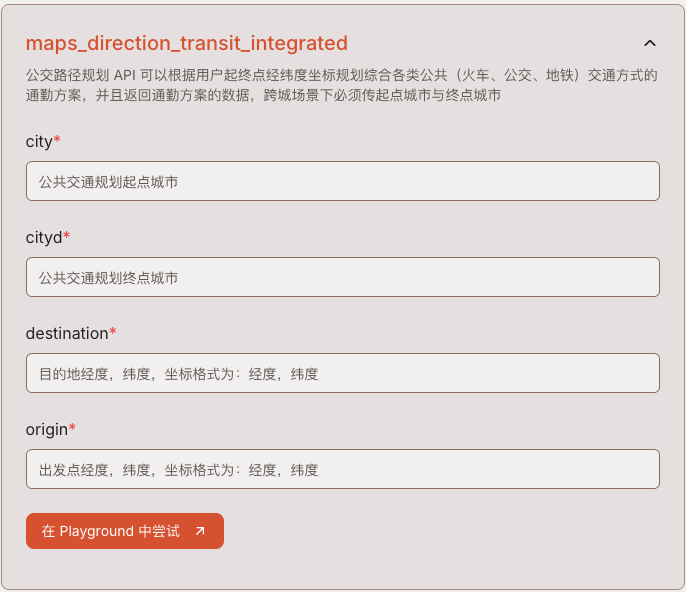 maps_direction_transit_integrated
公交路径规划 API 可以根据用户起终点经纬度坐标规划综合各类公共（火车、公交、地铁）交通方式的
通勤方案，并且返回通勤方案的数据，跨城场景下必须传起点城市与终点城市
city*
公共交通规划起点城市
cityd*
公共交通规划终点城市
destination*
目的地经度，纬度，坐标格式为：经度，纬度
origin*
出发点经度，纬度，坐标格式为：经度，纬度
在 Playground 中尝试